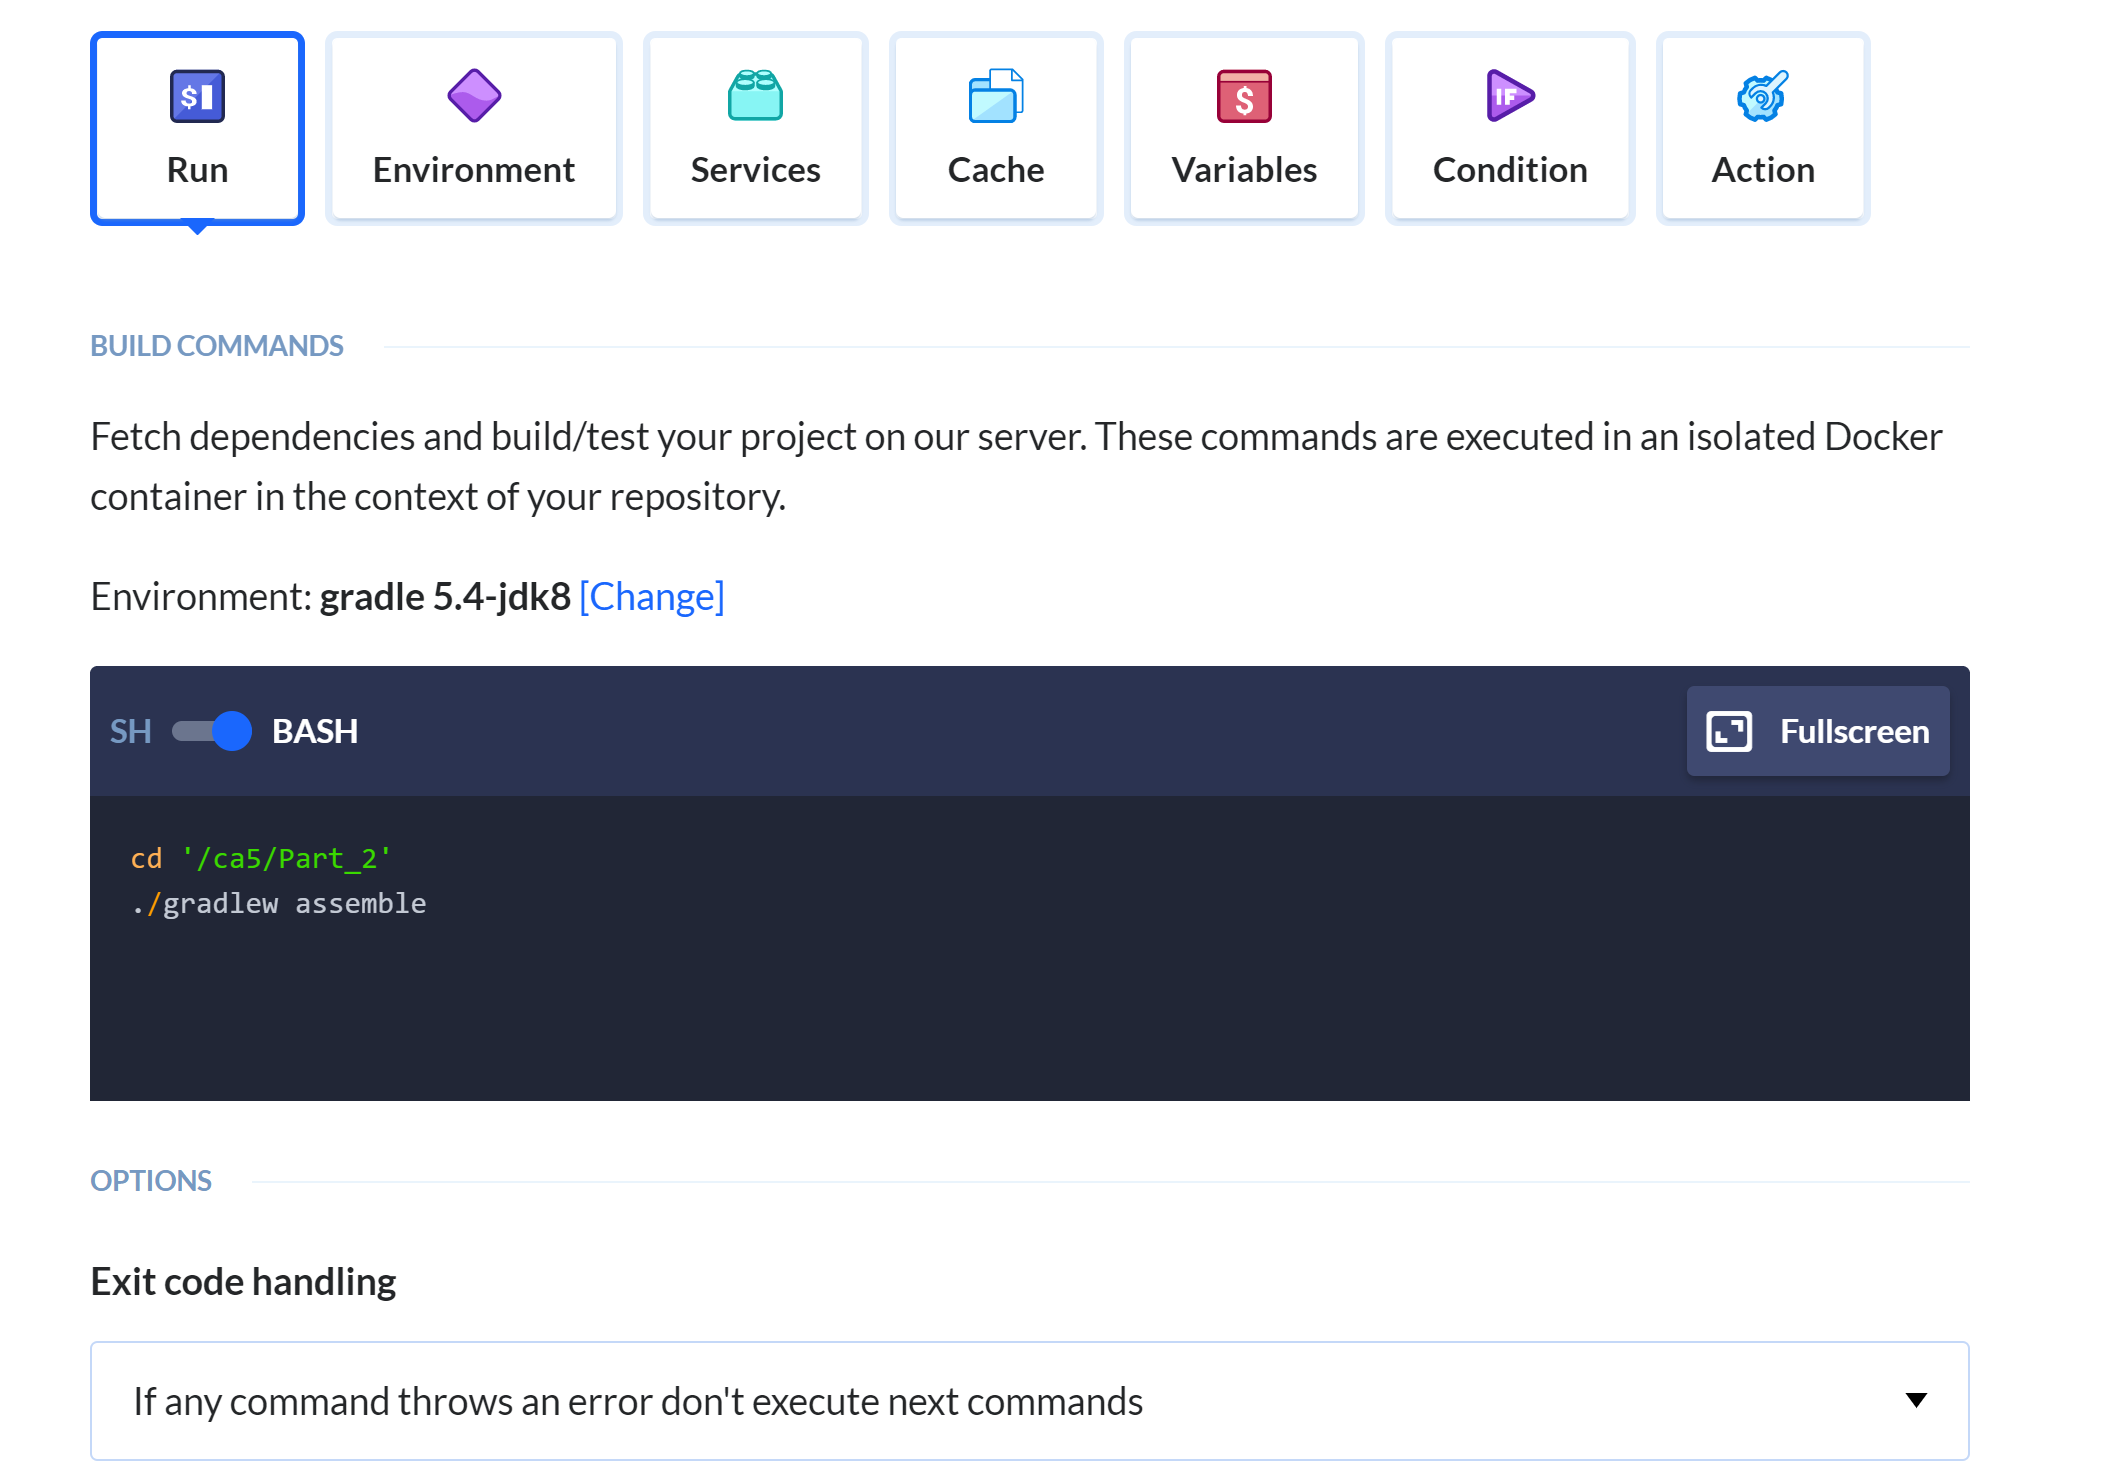 $
IF
$
Run
Environment
Services
Cache
Variables
Condition
Action
BUILD COMMANDS
Fetch dependencies and build/test your project on our server. These commands are executed in an isolated Docker
container in the context of your repository.
Environment: gradle 5.4-jdk8 [Change]
SH BASH
Fullscreen
cd '/ca5/Part_2'
./gradlew assemble
OPTIONS
Exit code handling
If any command throws an error don't execute next commands